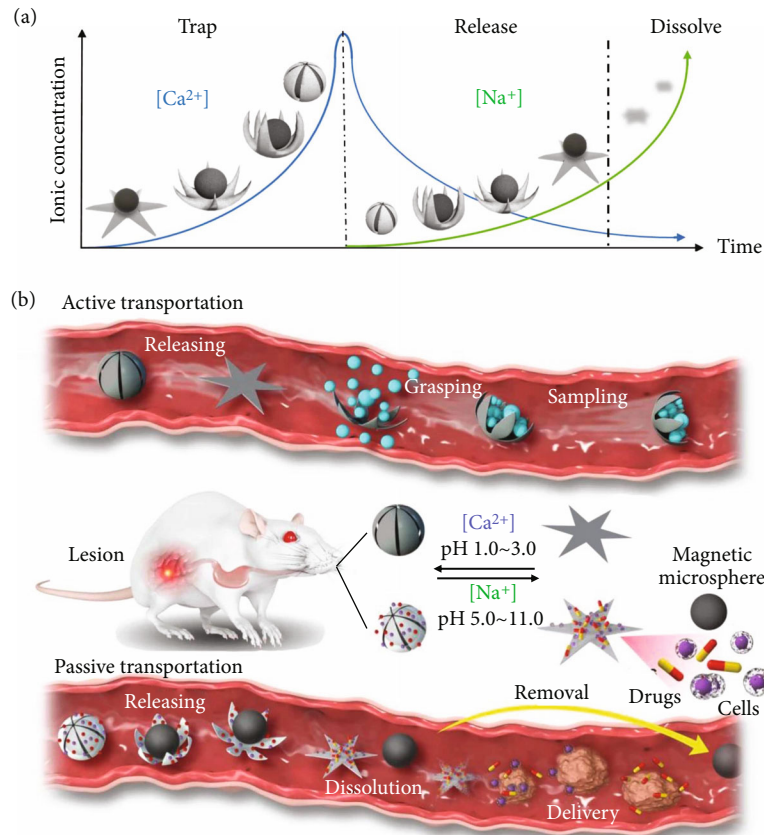 (a)
Trap
Release
Dissolve
[Ca²⁺]
[Na⁺]
Ionic concentration
Time
(b)
Active transportation
Releasing
Grasping
Sampling
Lesion
[Ca²⁺]
pH 1.0~3.0
[Na⁺]
pH 5.0~11.0
Magnetic
microsphere
Drugs
Cells
Passive transportation
Releasing
Removal
Dissolution
Delivery